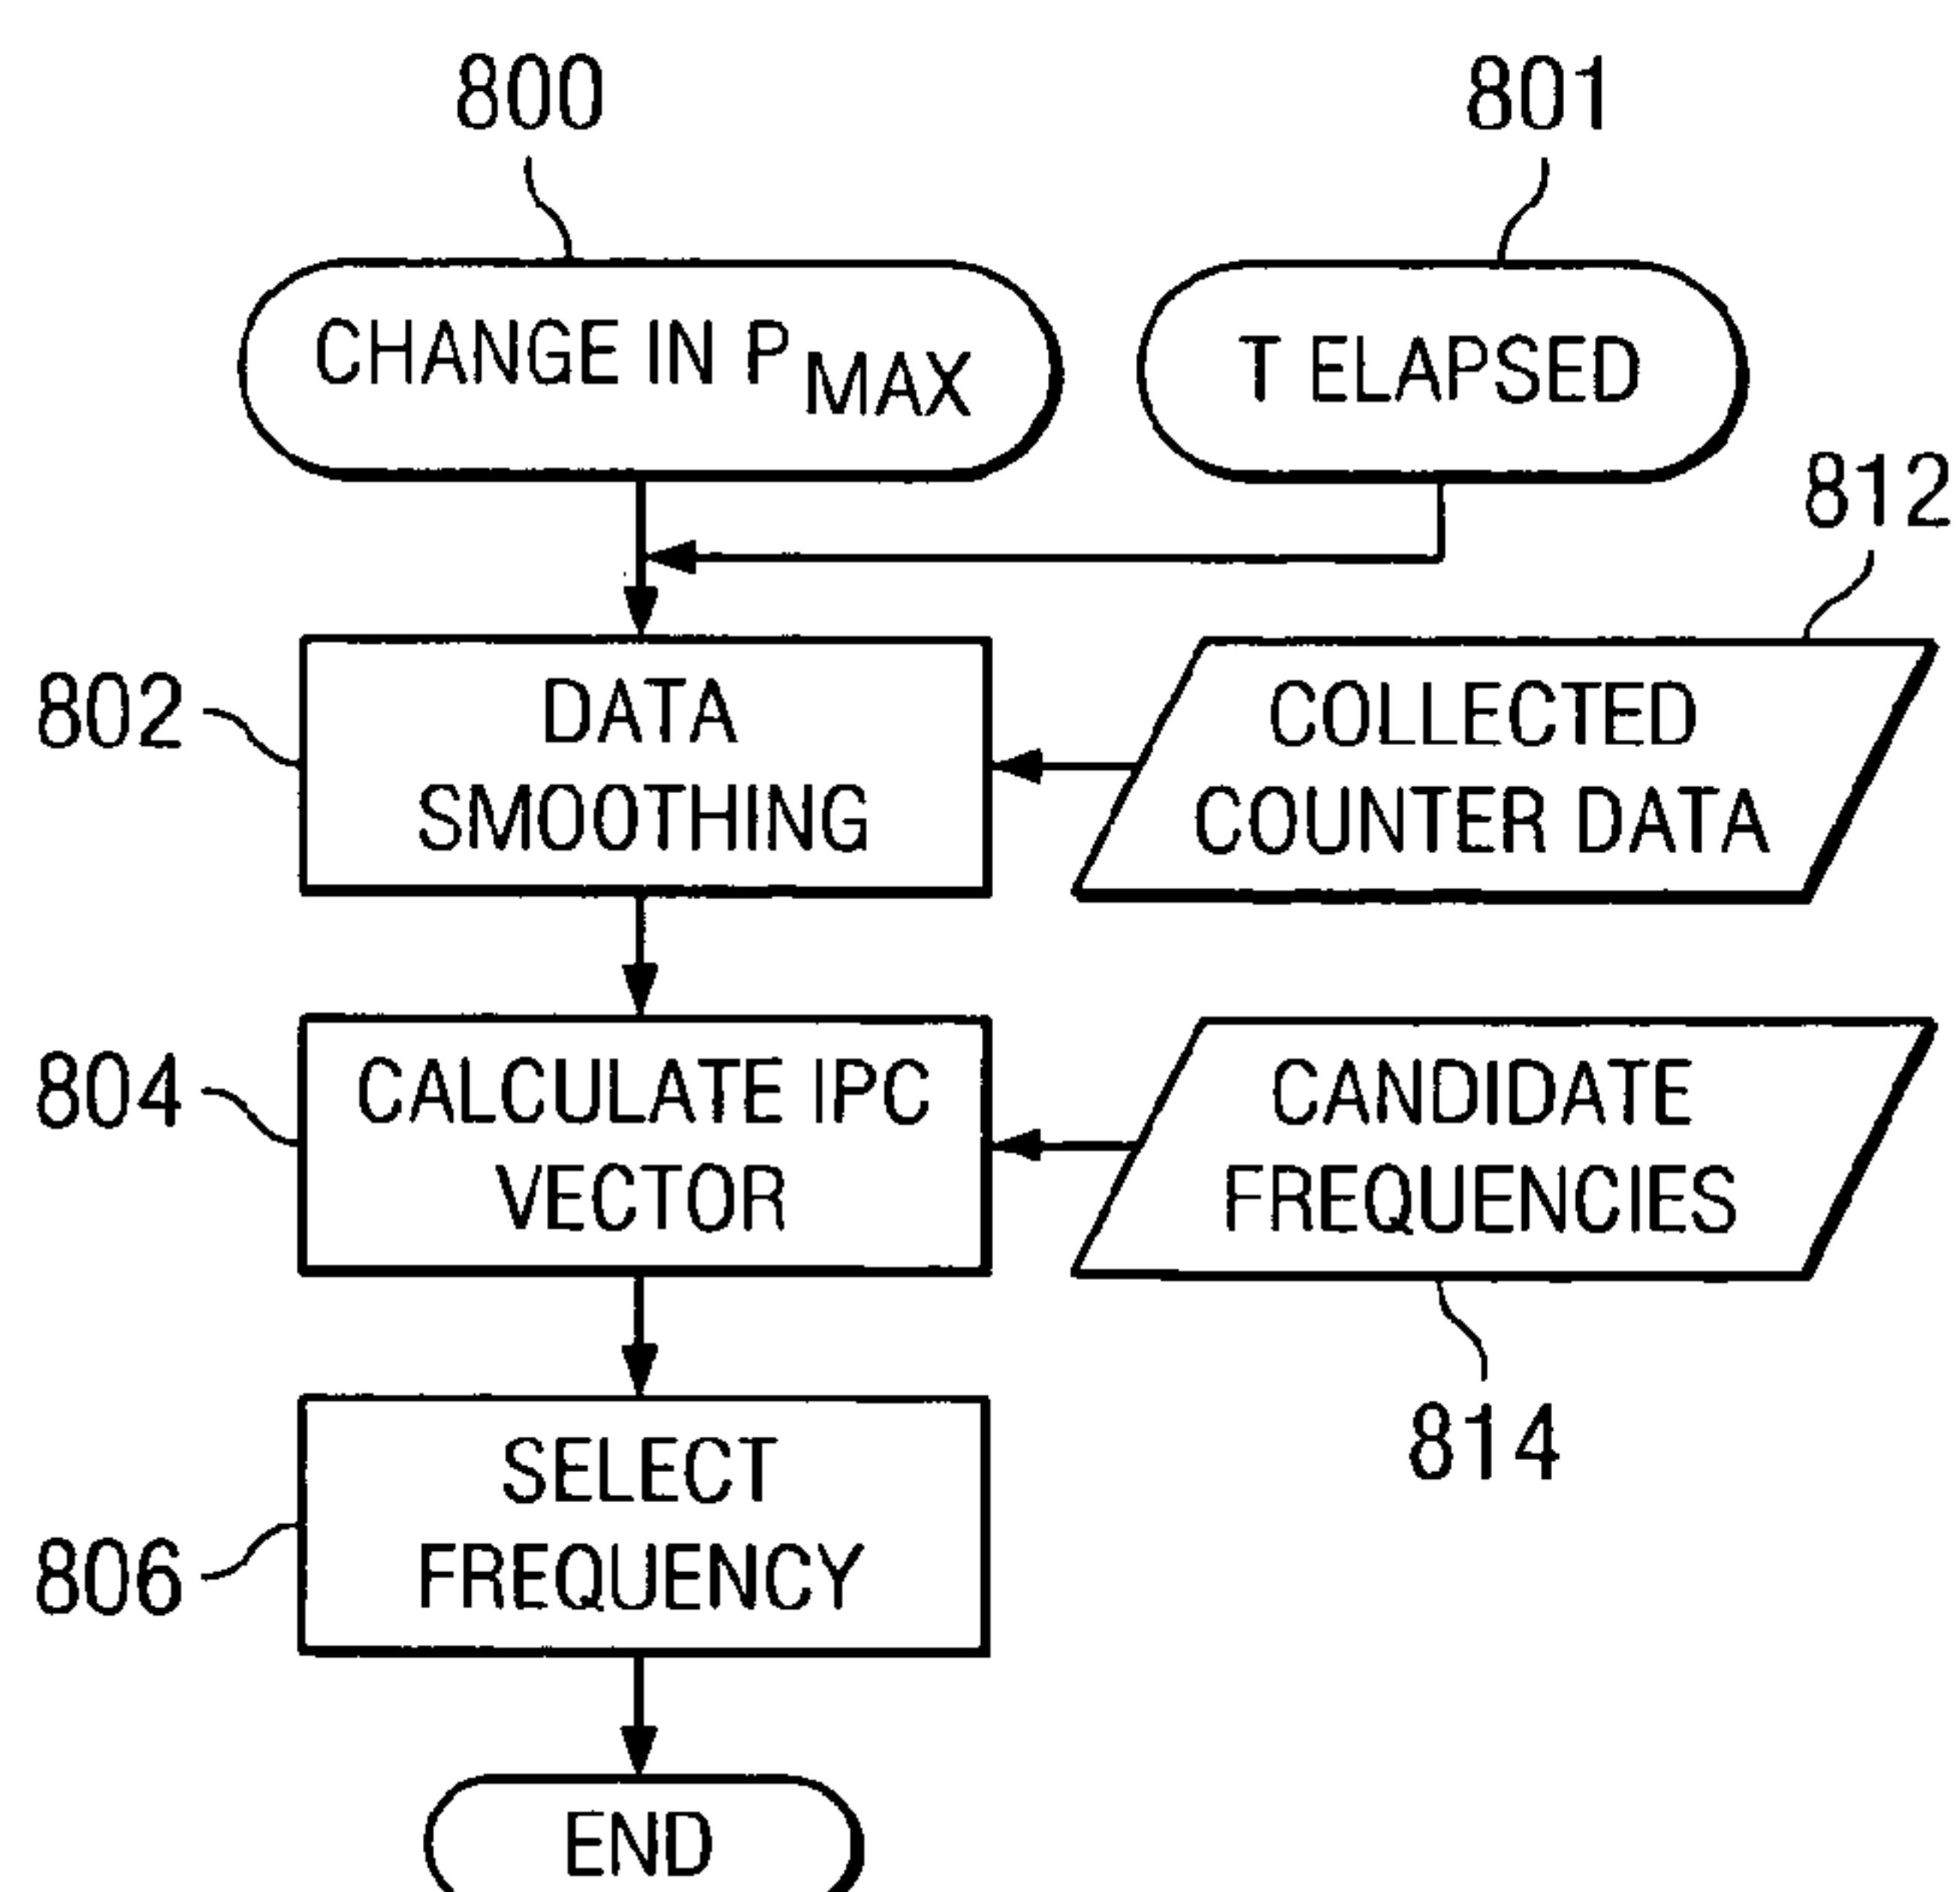 800
801
CHANGE IN PMAX
T ELAPSED
812
802
DATA
SMOOTHING
COLLECTED
COUNTER DATA
804
CALCULATE IPC
VECTOR
CANDIDATE
FREQUENCIES
814
806
SELECT
FREQUENCY
END